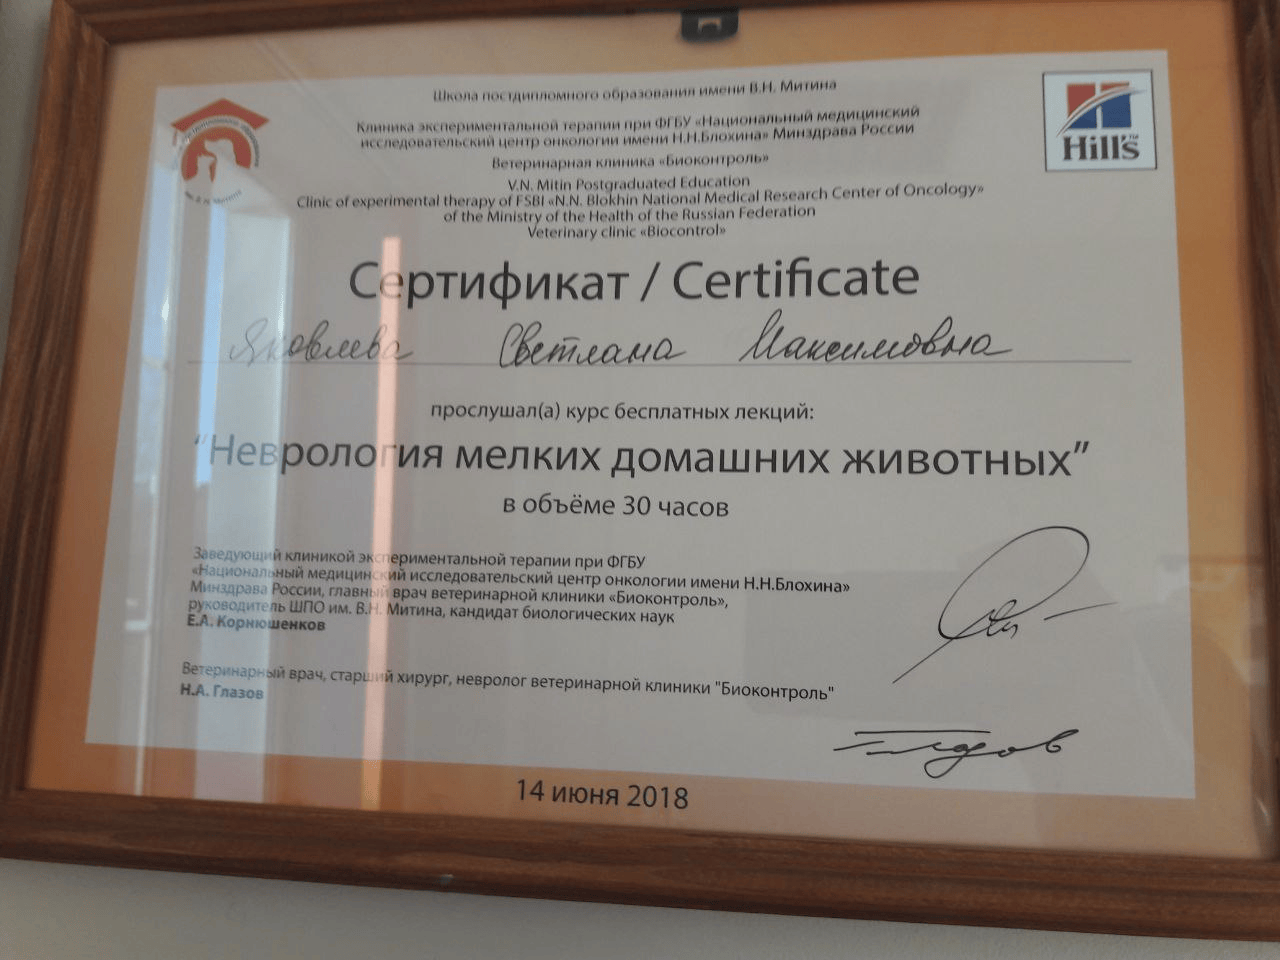 Школа постдипломного образования имени В.Н. Митина
Клиника экспериментальной терапии при ФГБУ «Национальный медицинский
исследовательский центр онкологии имени Н.Н.Блохина» Минздрава России
Ветеринарная клиника «Биоконтроль»
V.N. Mitin Postgraduated Education
Clinic of experimental therapy of FSBI «N.N. Blokhin National Medical Research Center of Oncology»
of the Ministry of the Health of the Russian Federation
Veterinary clinic «Biocontrol»
им. В.Н. Митина
Hill's™
Сертификат / Certificate
Яковлева Светлана Максимовна
прослушал(а) курс бесплатных лекций:
“Неврология мелких домашних животных”
в объёме 30 часов
Заведующий клиникой экспериментальной терапии при ФГБУ
«Национальный медицинский исследовательский центр онкологии имени Н.Н.Блохина»
Минздрава России, главный врач ветеринарной клиники «Биоконтроль»,
руководитель ШПО им. В.Н. Митина, кандидат биологических наук
Е.А. Корнюшенков
Ветеринарный врач, старший хирург, невролог ветеринарной клиники "Биоконтроль"
Н.А. Глазов
14 июня 2018